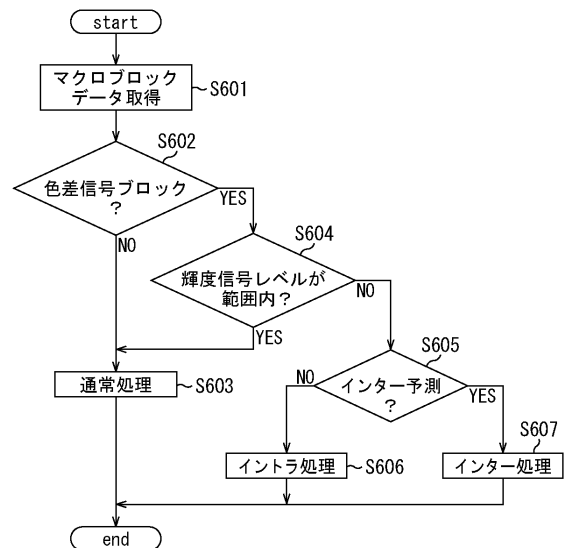 start
マクロブロック
データ取得
S601
S602
色差信号ブロック
?
YES
NO
S604
輝度信号レベルが
範囲内?
NO
YES
S605
通常処理
S603
NO
インター予測
?
YES
S607
イントラ処理
S606
インター処理
end